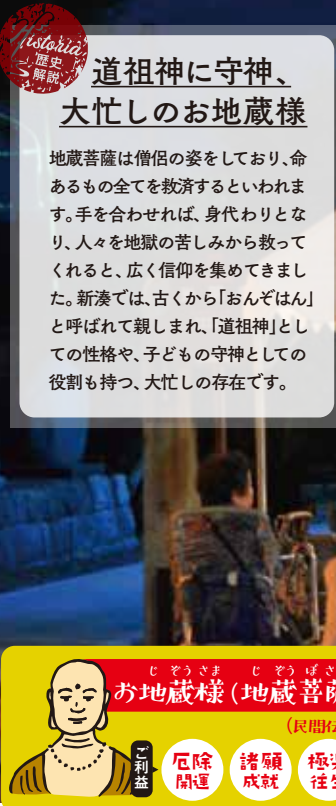 Historia
歴史
解説
道祖神に守神、
大忙しのお地蔵様
地蔵菩薩は僧侶の姿をしており、命
あるもの全てを救済するといわれま
す。手を合わせれば、身代わりとな
り、人々を地獄の苦しみから救って
くれると、広く信仰を集めてきまし
た。新湊では、古くから「おんぞはん」
と呼ばれて親しまれ、「道祖神」とし
ての性格や、子どもの守神としての
役割も持つ、大忙しの存在です。
じぞうさま じぞうぼさ
お地蔵様(地蔵菩薩
(民間伝
ご利益
厄除
開運
諸願
成就
極楽
往生